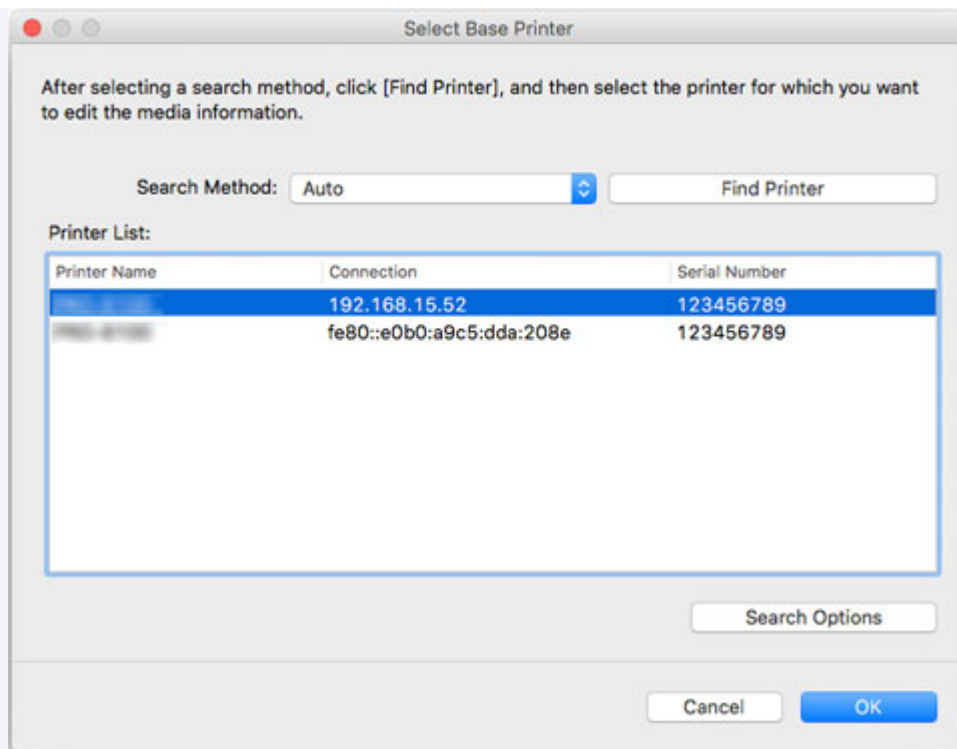 Select Base Printer
After selecting a search method, click [Find Printer], and then select the printer for which you want
to edit the media information.
Search Method: Auto Find Printer
Printer List:
Printer Name Connection Serial Number
192.168.15.52 123456789
fe80::e0b0:a9c5:dda:208e 123456789
Search Options
Cancel OK